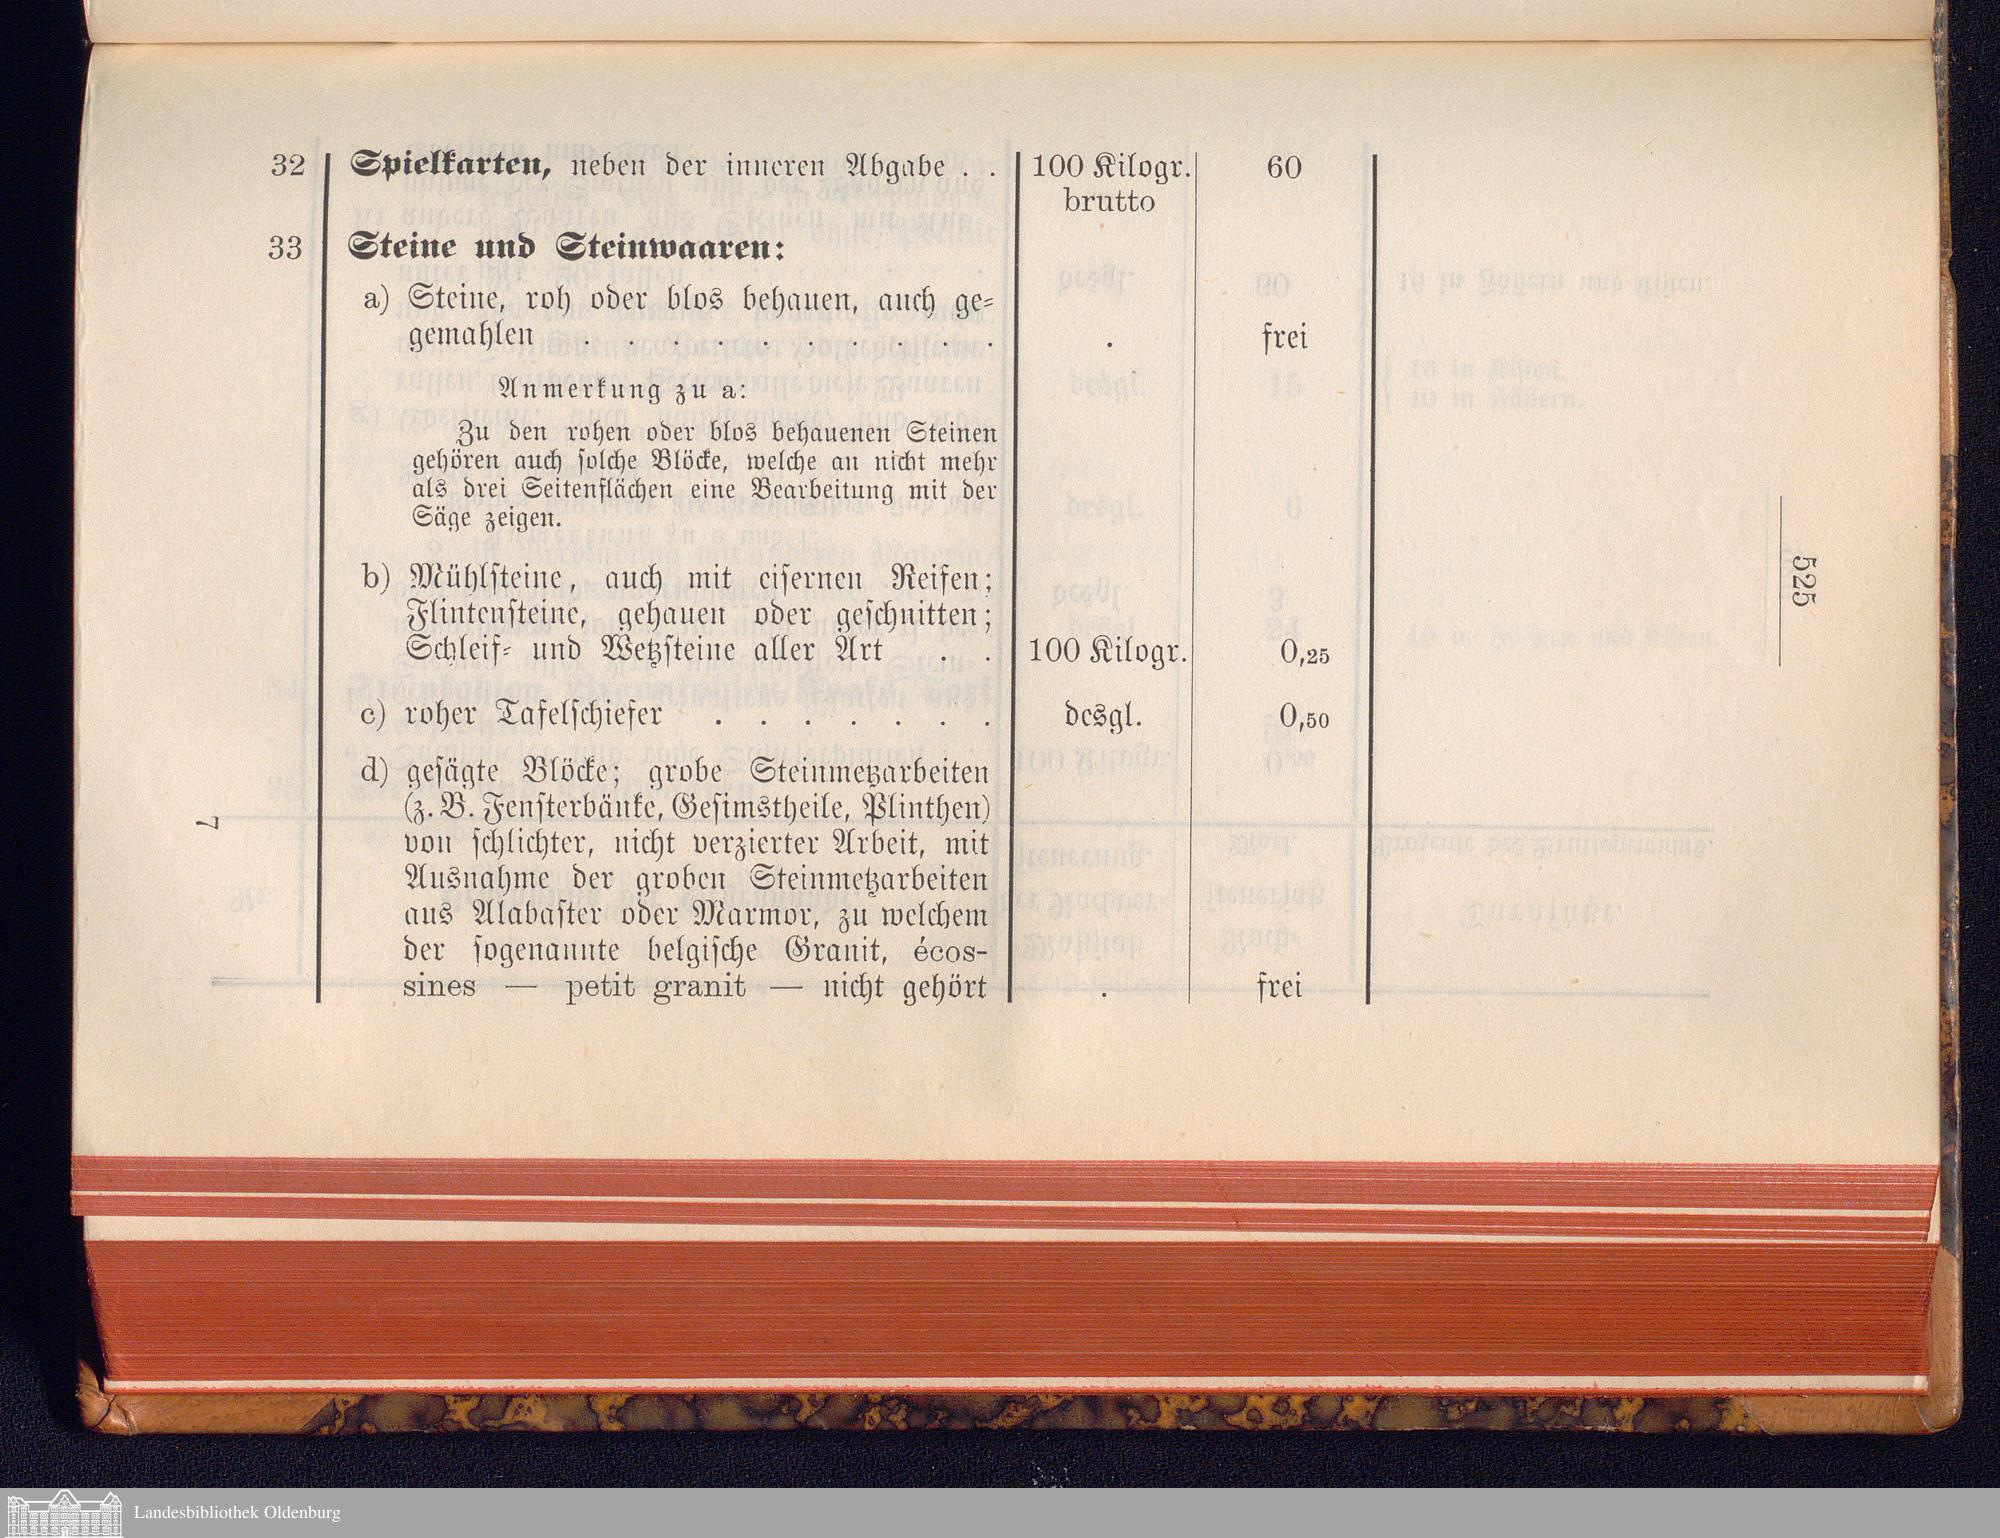 32 Spielkarten, neben der inneren Abgabe . . 100 Kilogr. 60
brutto
33 Steine und Steinwaaren:
a) Steine, roh oder blos behauen, auch ge-
gemahlen . . . . . . . . . . . frei
Anmerkung zu a:
Zu den rohen oder blos behauenen Steinen
gehören auch solche Blöcke, welche an nicht mehr
als drei Seitenflächen eine Bearbeitung mit der
Säge zeigen.
b) Mühlsteine, auch mit eisernen Reifen;
Flintensteine, gehauen oder geschnitten;
Schleif- und Wetzsteine aller Art . . 100 Kilogr. 0,25
c) roher Tafelschiefer . . . . . . . desgl. 0,50
d) gesägte Blöcke; grobe Steinmetzarbeiten
(z. B. Fensterbänke, Gesimstheile, Plinthen)
von schlichter, nicht verzierter Arbeit, mit
Ausnahme der groben Steinmetzarbeiten
aus Alabaster oder Marmor, zu welchem
der sogenannte belgische Granit, écos-
sines — petit granit — nicht gehört . frei
525
7
Landesbibliothek Oldenburg